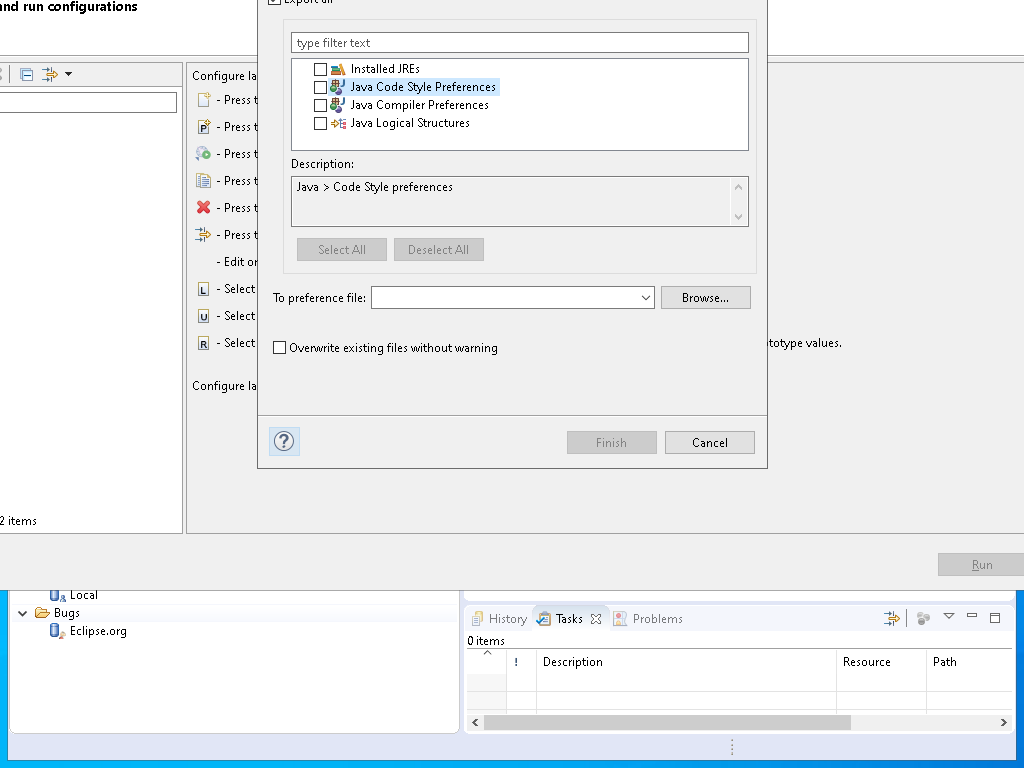 and run configurations
Export all
type filter text
Installed JREs
Configure la
Java Code Style Preferences
- Press t
Java Compiler Preferences
Java Logical Structures
- Press t
- Press t
Description:
- Press t
Java > Code Style preferences
- Press t
- Press t
Select All
Deselect All
- Edit or
- Select
To preference file:
Browse...
- Select
- Select
totype values.
Overwrite existing files without warning
Configure la
Finish
Cancel
2 items
Run
Local
Bugs
Eclipse.org
History
Tasks
Problems
0 items
!
Description
Resource
Path